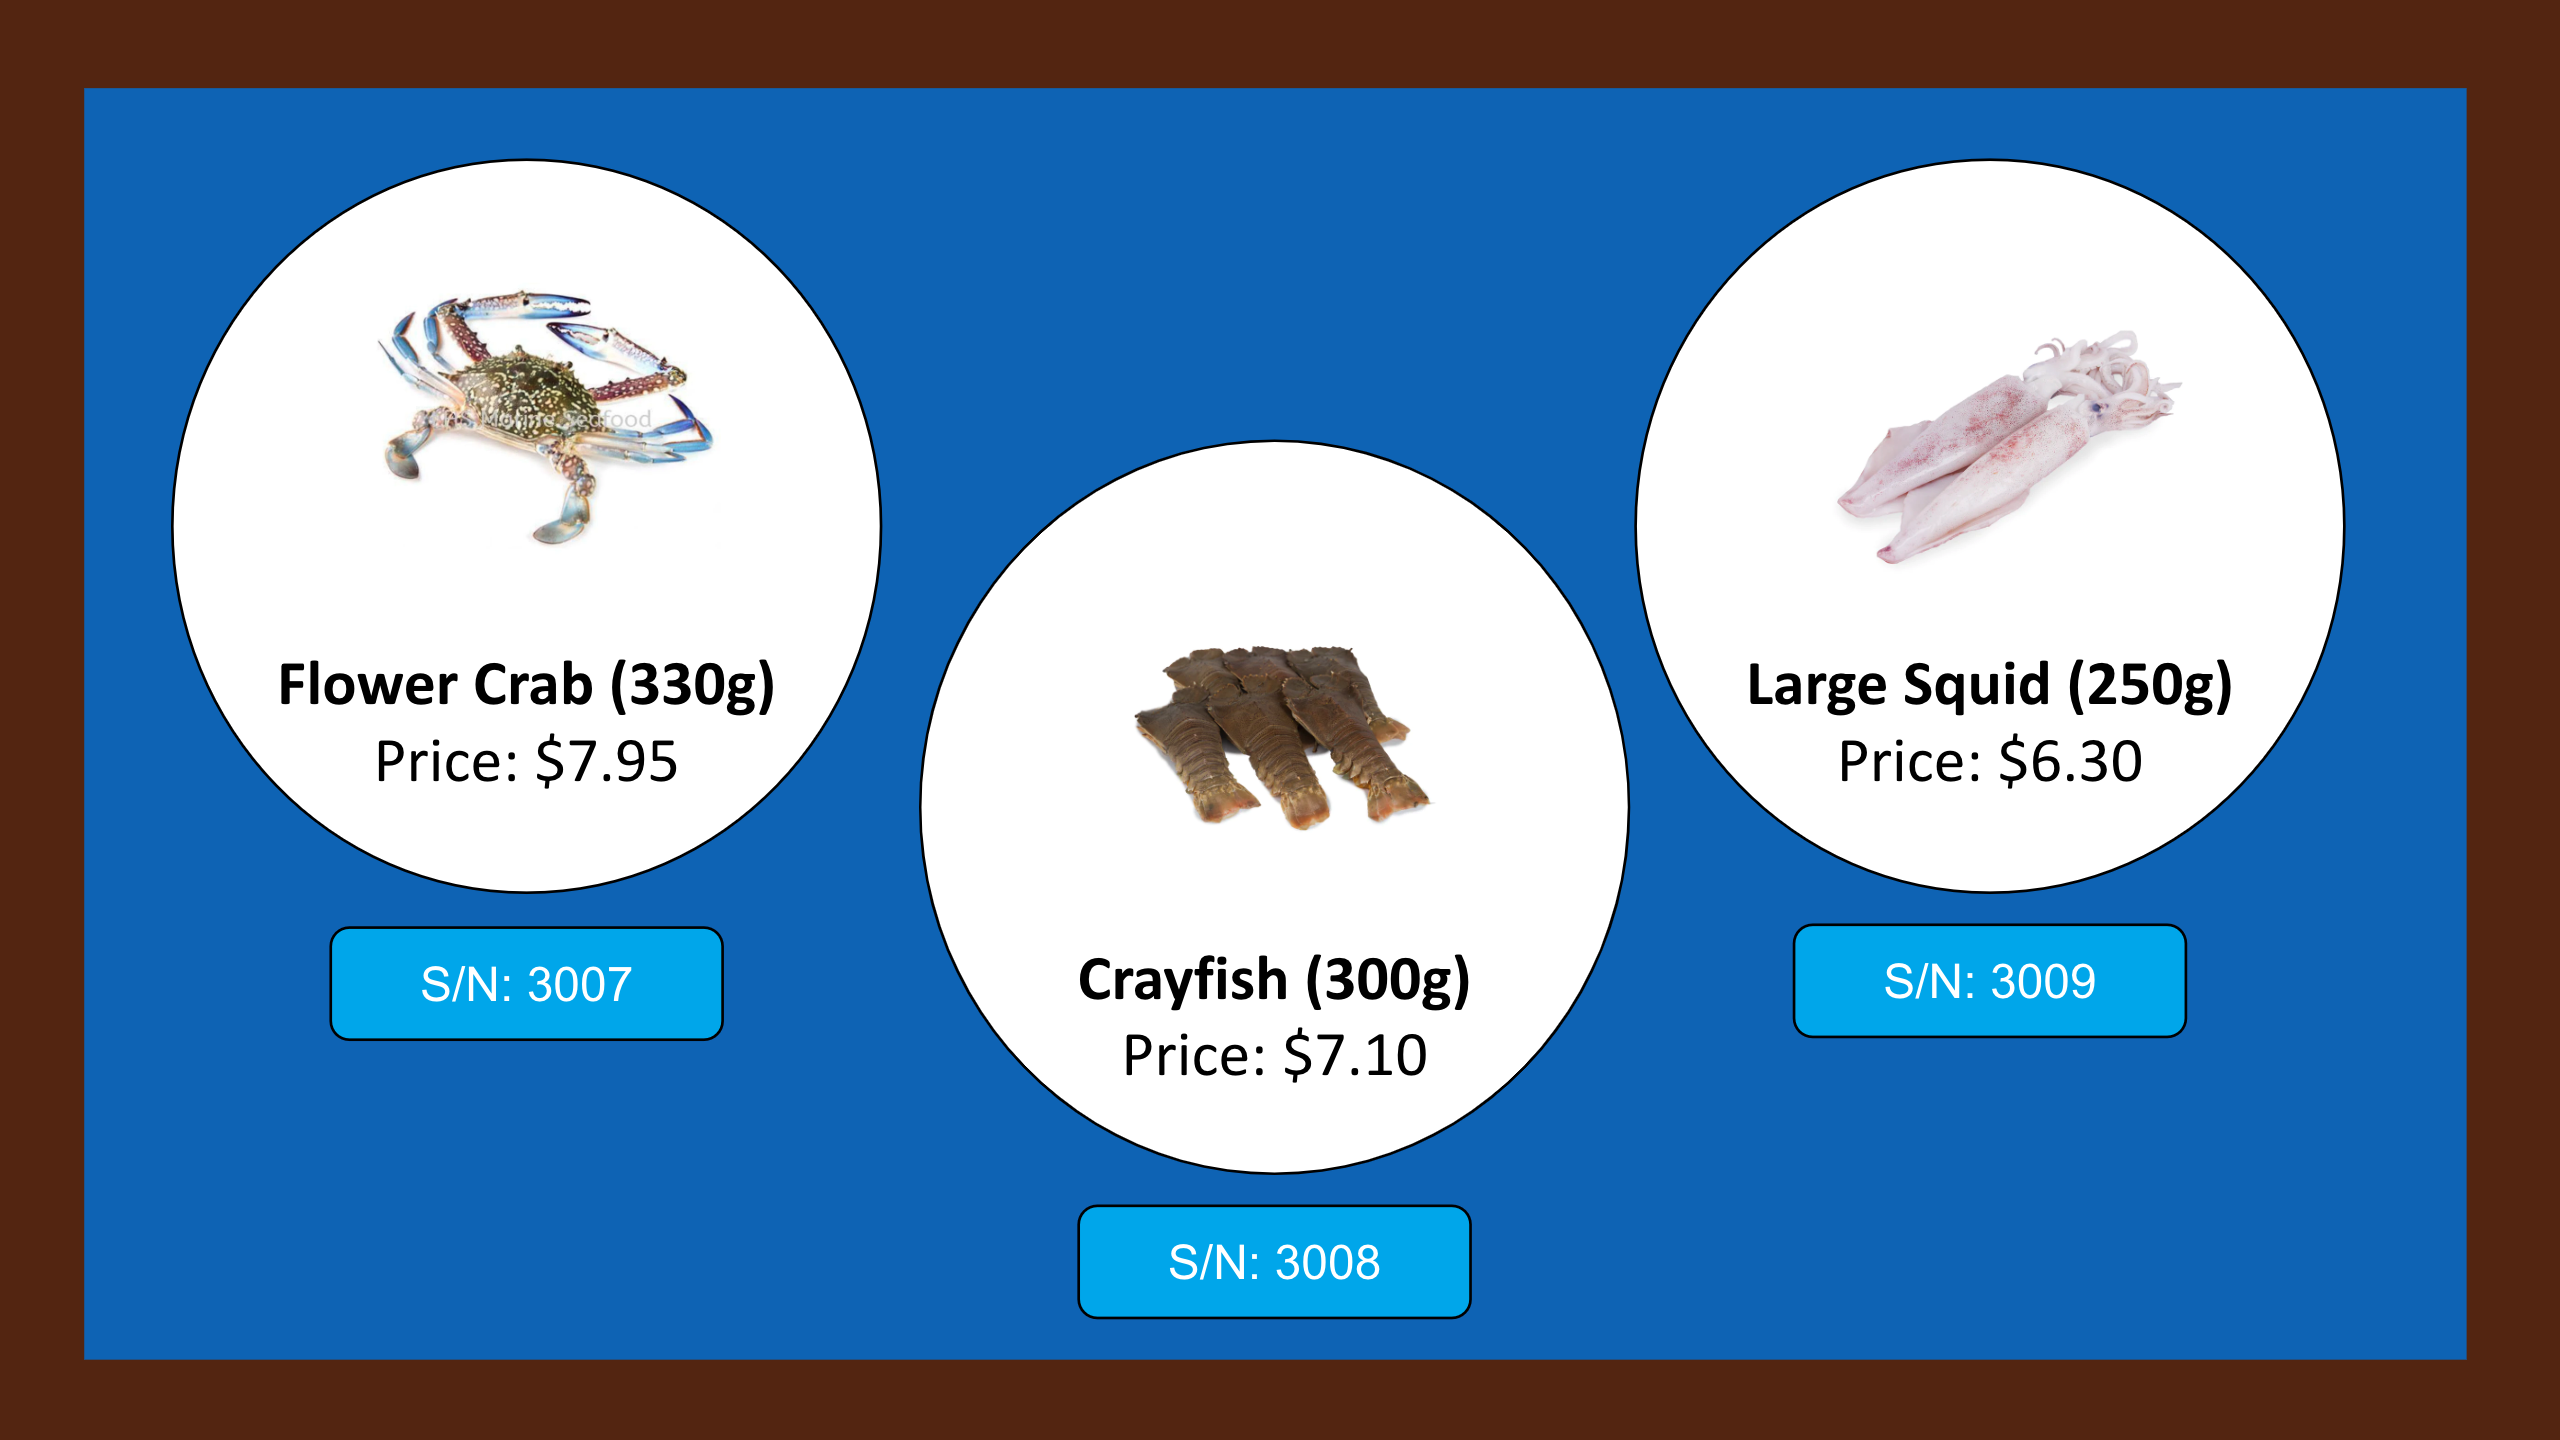 Marine Seafood
Flower Crab (330g)
Price: $7.95
S/N: 3007
Crayfish (300g)
Price: $7.10
S/N: 3008
Large Squid (250g)
Price: $6.30
S/N: 3009